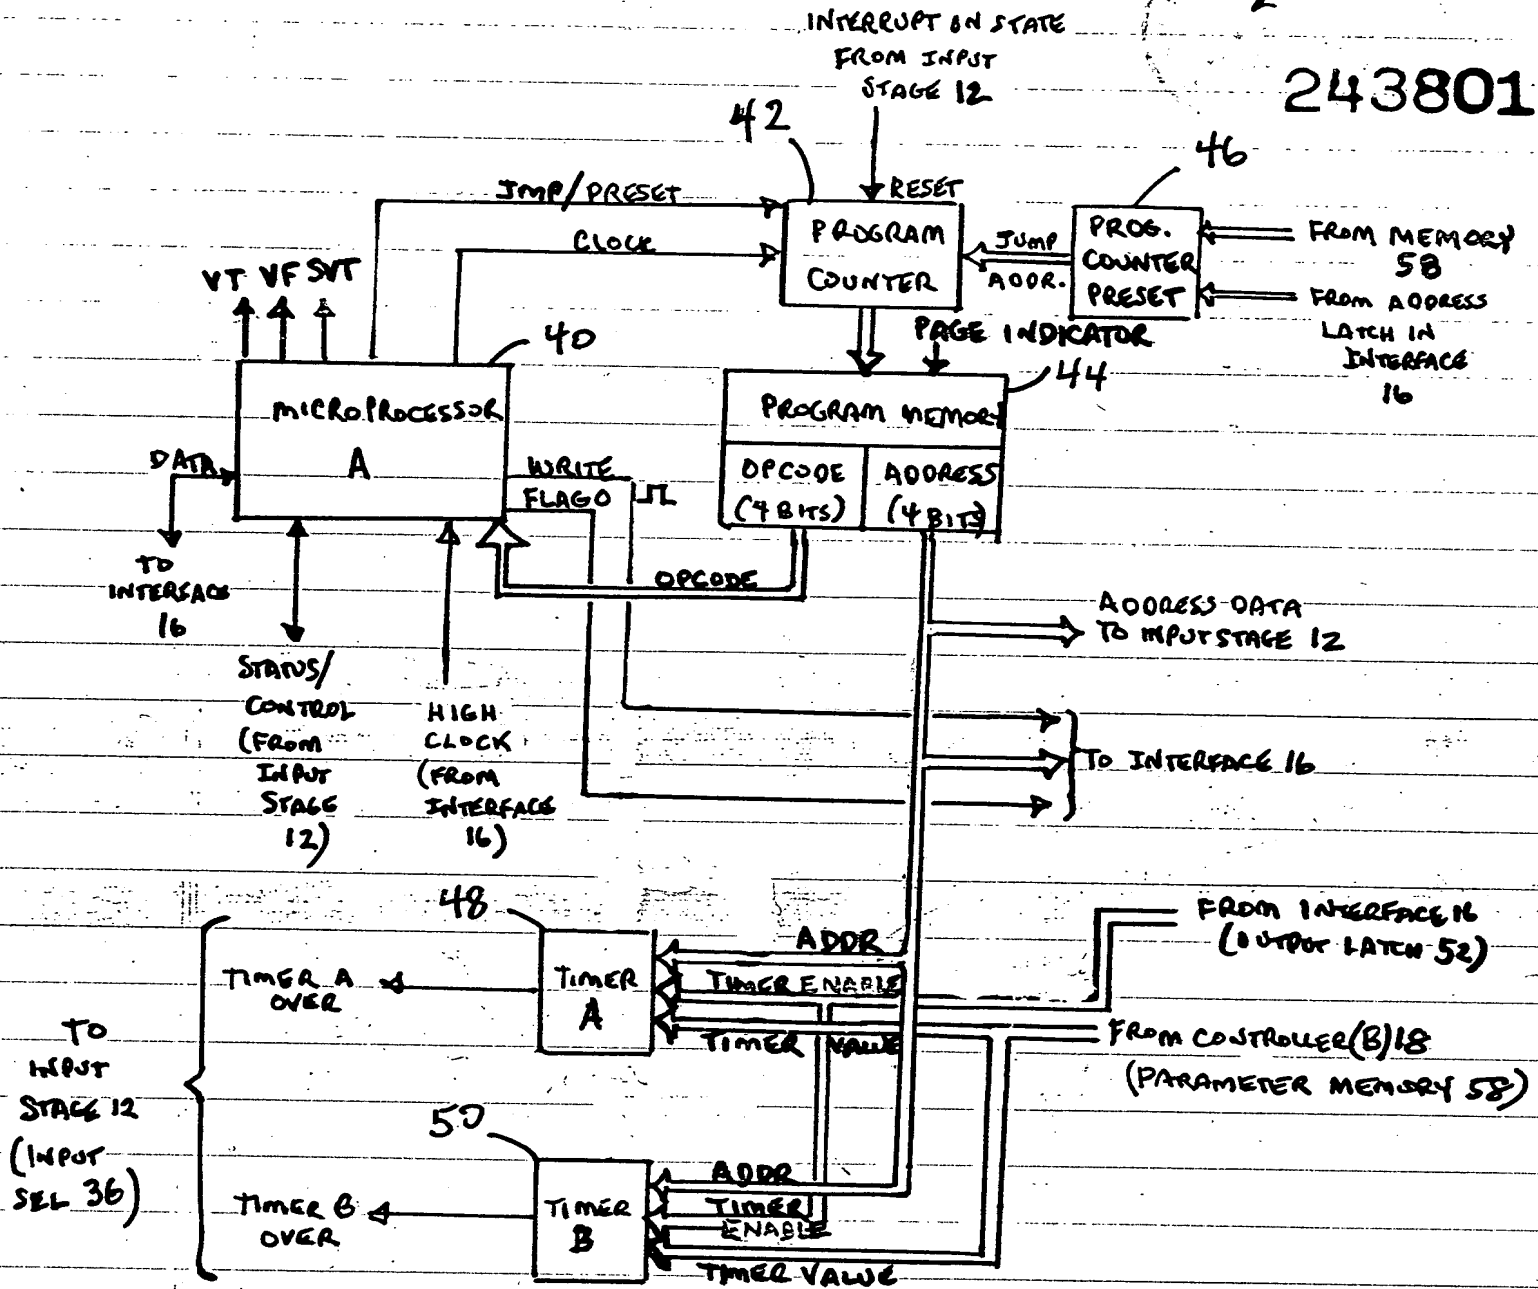 INTERRUPT ON STATE
FROM INPUT
STAGE 12
243801
42
46
JMP/PRESET
RESET
CLOCK
PROGRAM
COUNTER
JUMP
ADDR.
PROG.
COUNTER
PRESET
FROM MEMORY
58
FROM ADDRESS
LATCH IN
INTERFACE
16
VT VF SVT
40
PAGE INDICATOR
44
MICROPROCESSOR
A
PROGRAM MEMORY
OPCODE
(4 BITS)
ADDRESS
(4 BITS)
DATA
WRITE
FLAG 0
OPCODE
TO
INTERFACE
16
ADDRESS DATA
TO INPUT STAGE 12
STATUS/
CONTROL
(FROM
INPUT
STAGE
12)
HIGH
CLOCK
(FROM
INTERFACE
16)
TO INTERFACE 16
48
FROM INTERFACE 16
(OUTPUT LATCH 52)
TIMER A
OVER
TIMER
A
ADDR
TIMER ENABLE
TIMER VALUE
FROM CONTROLLER (B) 18
(PARAMETER MEMORY 58)
TO
INPUT
STAGE 12
(INPUT
SEL 36)
50
TIMER B
OVER
TIMER
B
ADDR
TIMER
ENABLE
TIMER VALUE